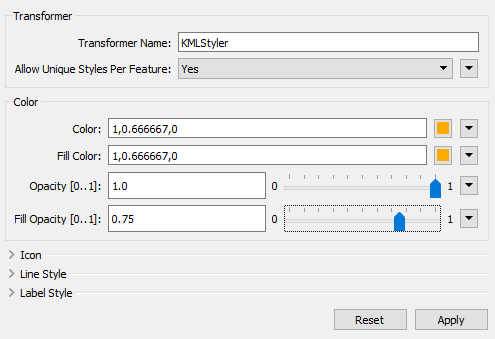 Transformer
Transformer Name: KMLStyler
Allow Unique Styles Per Feature: Yes
Color
Color: 1,0.666667,0
Fill Color: 1,0.666667,0
Opacity [0..1]: 1.0 0 1
Fill Opacity [0..1]: 0.75 0 1
Icon
Line Style
Label Style
Reset Apply